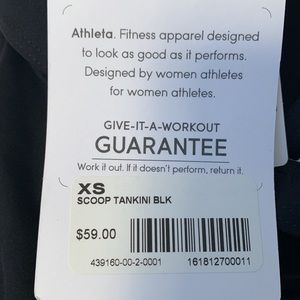 Athleta. Fitness apparel designed
to look as good as it performs.
Designed by women athletes
for women athletes.
GIVE-IT-A-WORKOUT
GUARANTEE
Work it out. If it doesn't perform, return it.
XS
SCOOP TANKINI BLK
$59.00
439160-00-2-0001 161812700011